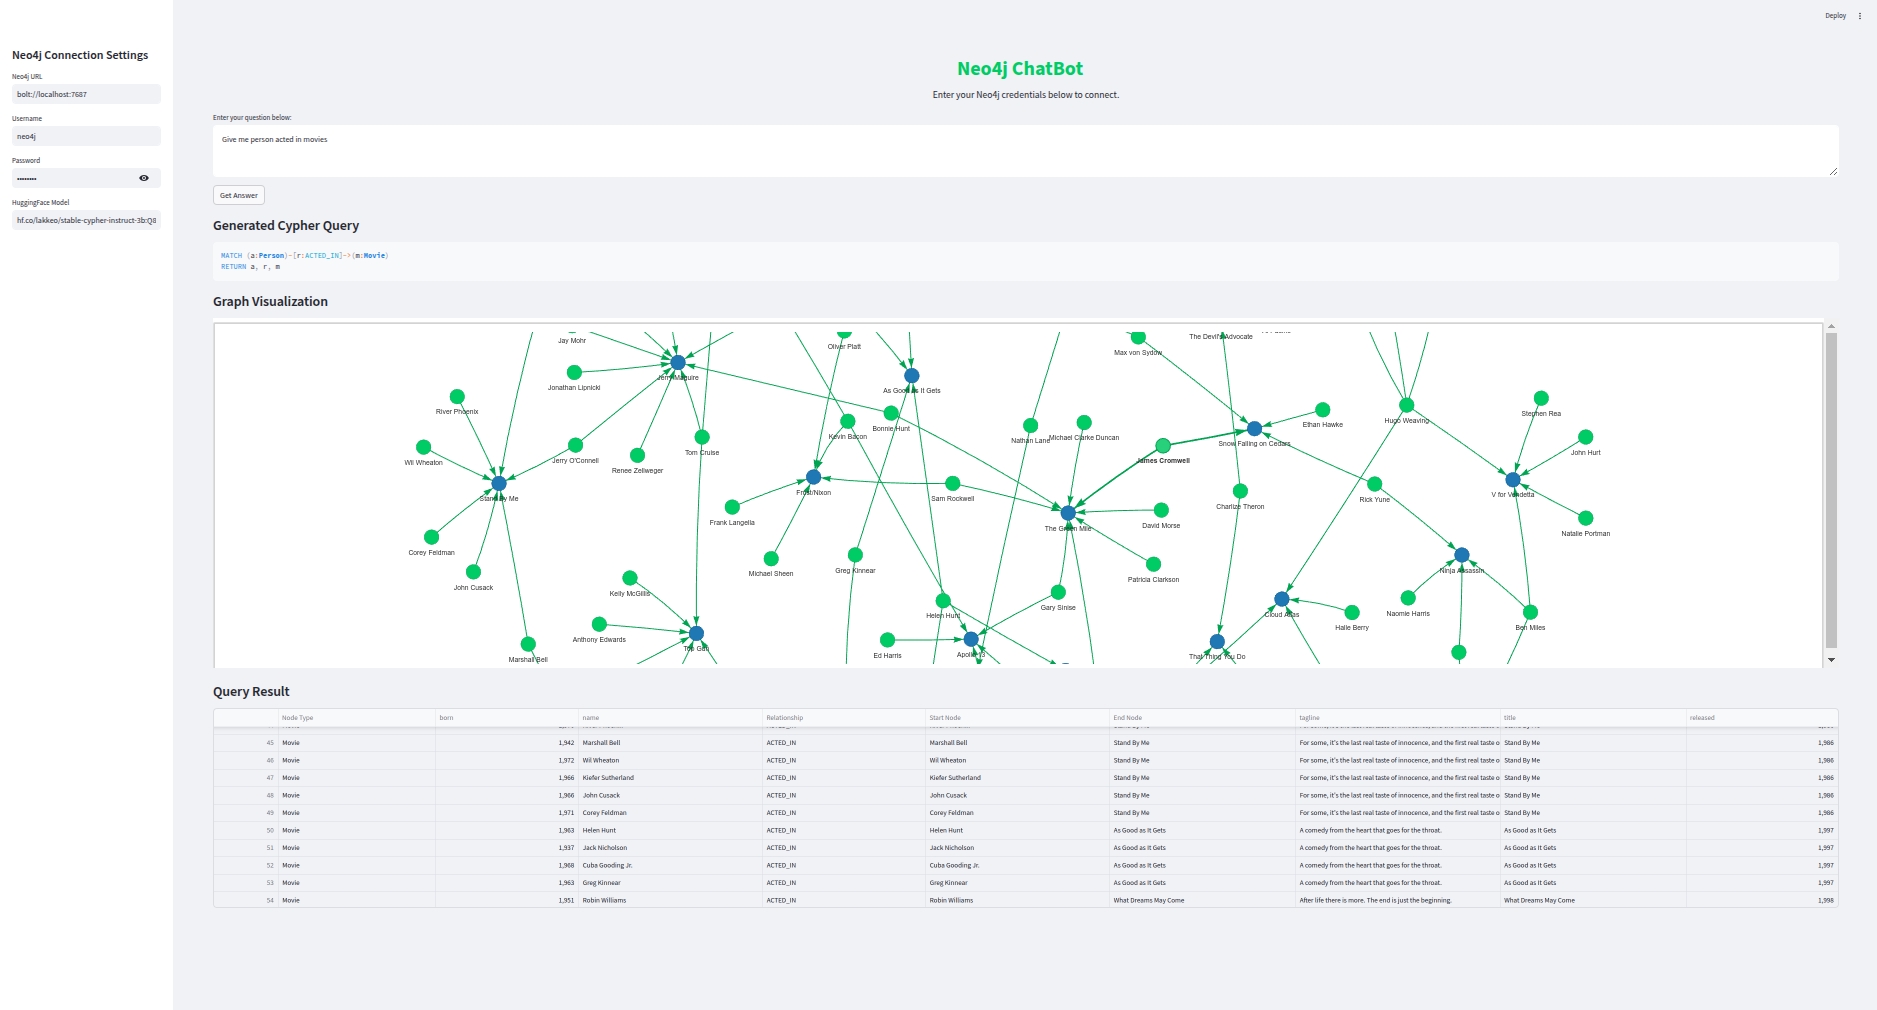 Deploy
Neo4j Connection Settings
Neo4j URL
bolt://localhost:7687
Username
neo4j
Password
••••••••
HuggingFace Model
hf.co/lakkeo/stable-cypher-instruct-3b:Q8
Neo4j ChatBot
Enter your Neo4j credentials below to connect.
Enter your question below:
Give me person acted in movies
Get Answer
Generated Cypher Query
MATCH (a:Person)-[r:ACTED_IN]->(m:Movie)
RETURN a, r, m
Graph Visualization
Jay Mohr
Oliver Platt
Max von Sydow
The Devil's Advocate
Jerry Maguire
Jonathan Lipnicki
As Good as It Gets
River Phoenix
Stephen Rea
Kevin Bacon
Bonnie Hunt
Nathan Lane
Michael Clarke Duncan
Ethan Hawke
Hugo Weaving
Snow Falling on Cedars
Wil Wheaton
Jerry O'Connell
Renee Zellweger
Tom Cruise
James Cromwell
John Hurt
Stand By Me
Frost/Nixon
Sam Rockwell
Rick Yune
V for Vendetta
Charlize Theron
Frank Langella
The Green Mile
David Morse
Natalie Portman
Corey Feldman
John Cusack
Michael Sheen
Greg Kinnear
Patricia Clarkson
Ninja Assassin
Kelly McGillis
Helen Hunt
Gary Sinise
Cloud Atlas
Halle Berry
Naomie Harris
Ben Miles
Anthony Edwards
Top Gun
Marshall Bell
Ed Harris
Apollo 13
That Thing You Do
Query Result
Node Type born name Relationship Start Node End Node tagline title released
45 Movie 1,942 Marshall Bell ACTED_IN Marshall Bell Stand By Me For some, it's the last real taste of innocence, and the first real taste o Stand By Me 1,986
46 Movie 1,972 Wil Wheaton ACTED_IN Wil Wheaton Stand By Me For some, it's the last real taste of innocence, and the first real taste o Stand By Me 1,986
47 Movie 1,966 Kiefer Sutherland ACTED_IN Kiefer Sutherland Stand By Me For some, it's the last real taste of innocence, and the first real taste o Stand By Me 1,986
48 Movie 1,966 John Cusack ACTED_IN John Cusack Stand By Me For some, it's the last real taste of innocence, and the first real taste o Stand By Me 1,986
49 Movie 1,971 Corey Feldman ACTED_IN Corey Feldman Stand By Me For some, it's the last real taste of innocence, and the first real taste o Stand By Me 1,986
50 Movie 1,963 Helen Hunt ACTED_IN Helen Hunt As Good as It Gets A comedy from the heart that goes for the throat. As Good as It Gets 1,997
51 Movie 1,937 Jack Nicholson ACTED_IN Jack Nicholson As Good as It Gets A comedy from the heart that goes for the throat. As Good as It Gets 1,997
52 Movie 1,968 Cuba Gooding Jr. ACTED_IN Cuba Gooding Jr. As Good as It Gets A comedy from the heart that goes for the throat. As Good as It Gets 1,997
53 Movie 1,963 Greg Kinnear ACTED_IN Greg Kinnear As Good as It Gets A comedy from the heart that goes for the throat. As Good as It Gets 1,997
54 Movie 1,951 Robin Williams ACTED_IN Robin Williams What Dreams May Come After life there is more. The end is just the beginning. What Dreams May Come 1,998